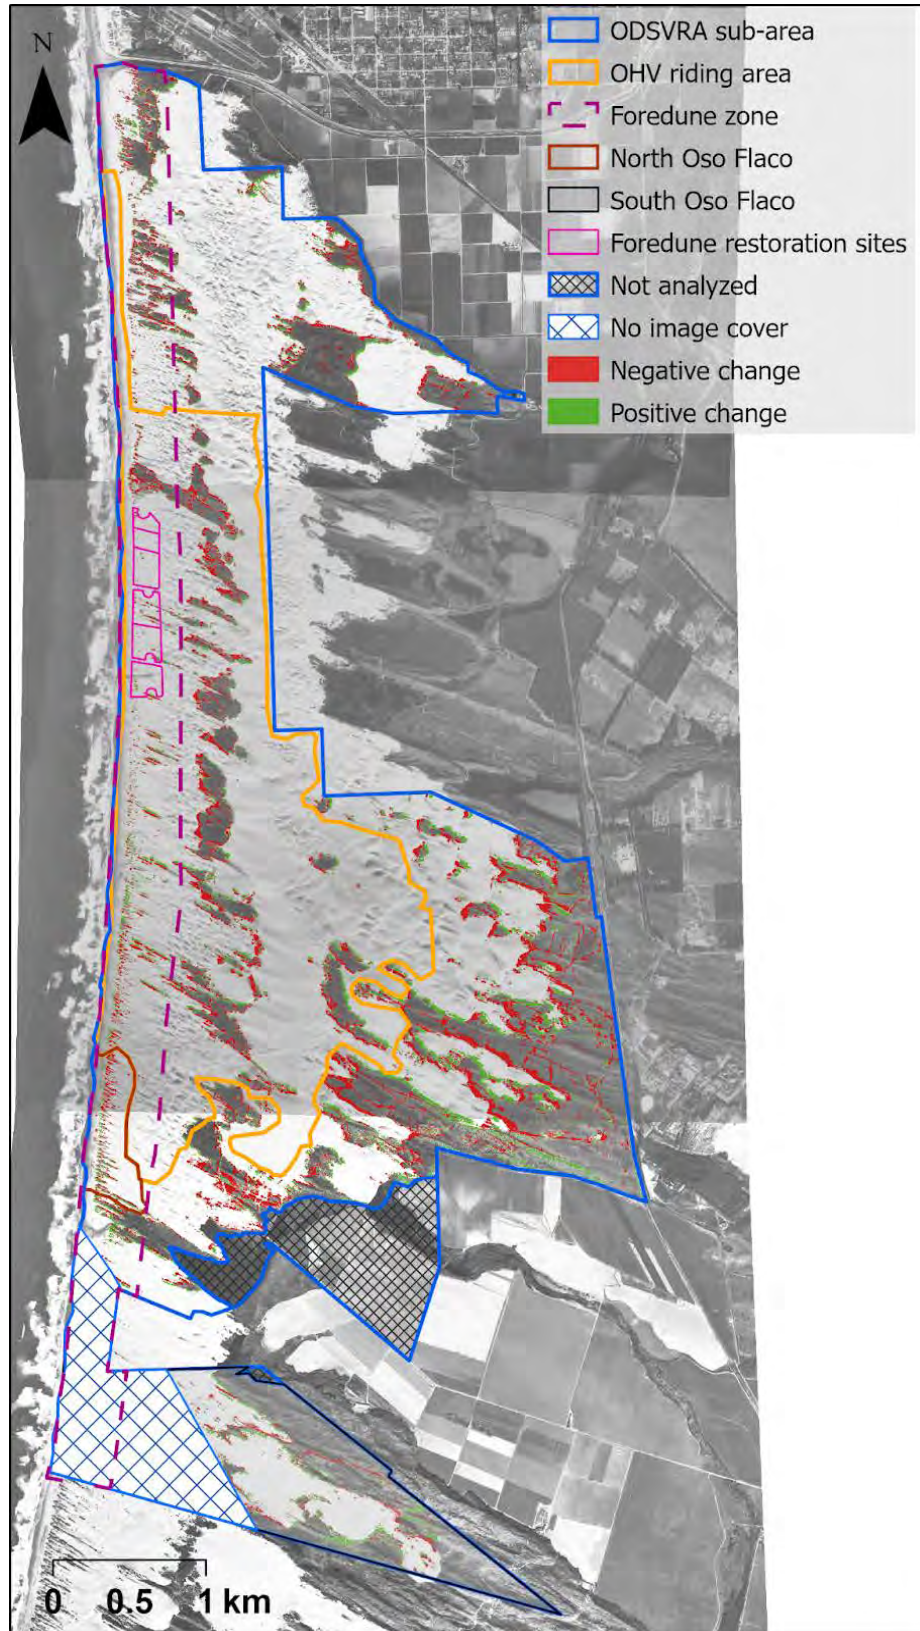 N
ODSVRA sub-area
OHV riding area
Foredune zone
North Oso Flaco
South Oso Flaco
Foredune restoration sites
Not analyzed
No image cover
Negative change
Positive change
0 0.5 1 km